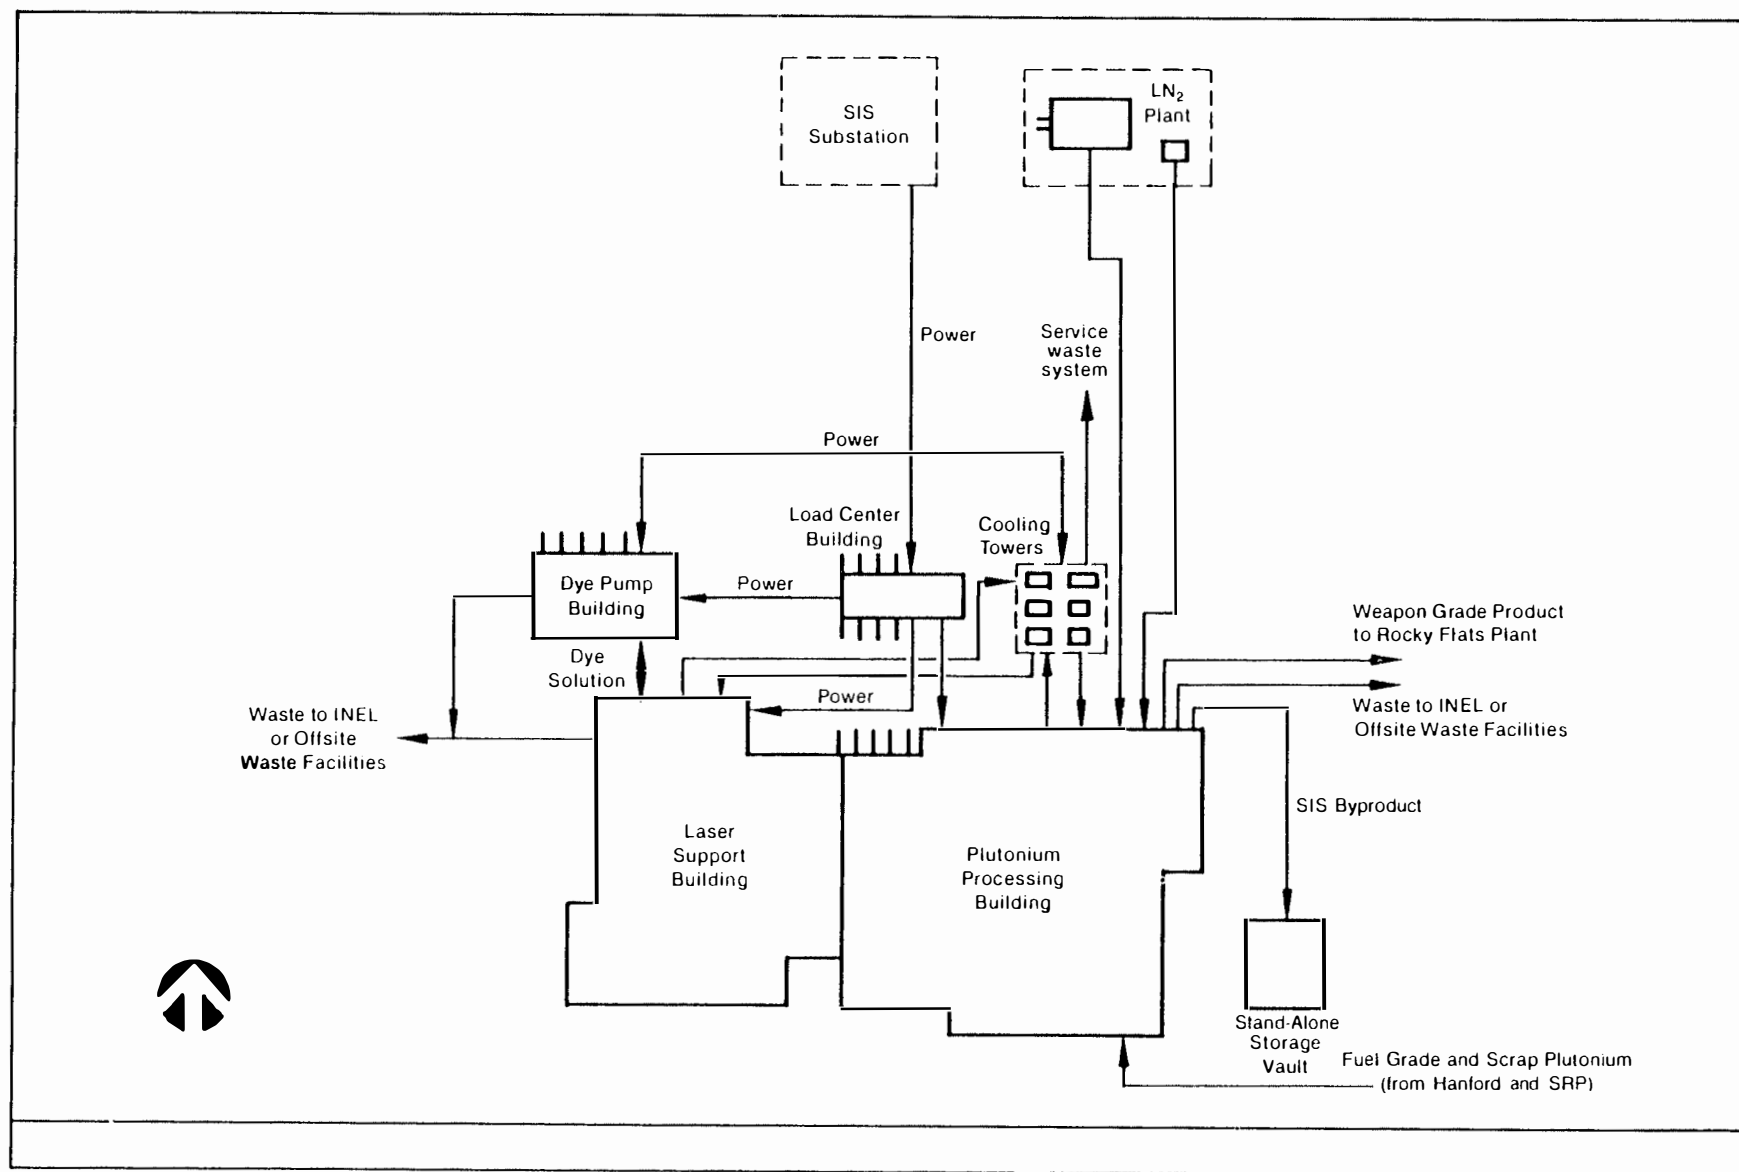 SIS
Substation
LN2
Plant
Power
Service
waste
system
Power
Load Center
Building
Cooling
Towers
Dye Pump
Building
Power
Dye
Solution
Power
Weapon Grade Product
to Rocky Flats Plant
Waste to INEL or
Offsite Waste Facilities
Waste to INEL
or Offsite
Waste Facilities
SIS Byproduct
Laser
Support
Building
Plutonium
Processing
Building
Stand-Alone
Storage
Vault
Fuel Grade and Scrap Plutonium
(from Hanford and SRP)